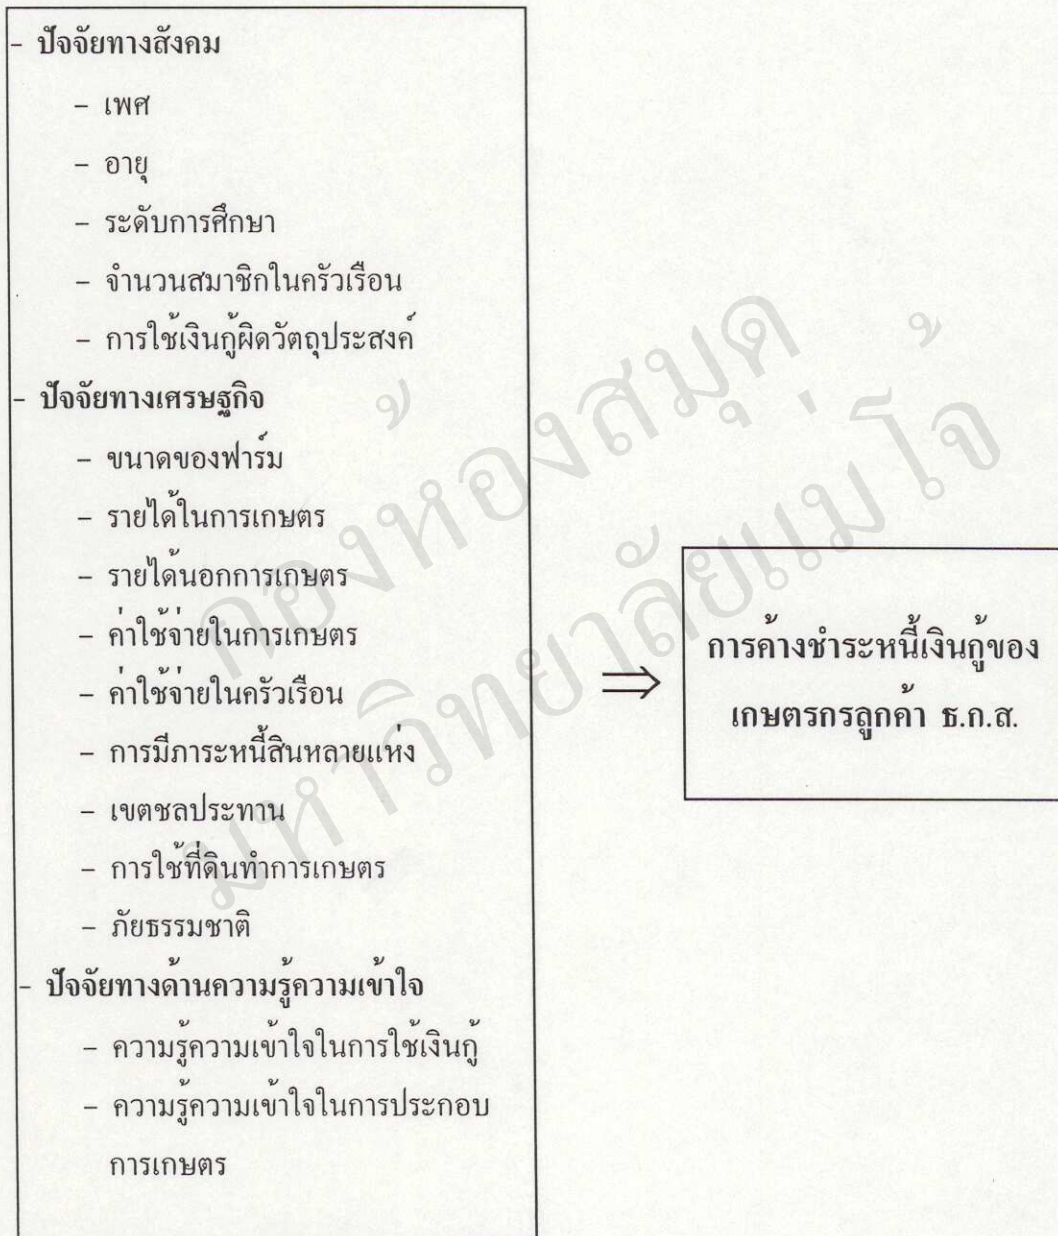 - ปัจจัยทางสังคม
- เพศ
- อายุ
- ระดับการศึกษา
- จำนวนสมาชิกในครัวเรือน
- การใช้เงินกู้ผิดวัตถุประสงค์
- ปัจจัยทางเศรษฐกิจ
- ขนาดของฟาร์ม
- รายได้ในการเกษตร
- รายได้นอกการเกษตร
- ค่าใช้จ่ายในการเกษตร
- ค่าใช้จ่ายในครัวเรือน
- การมีภาระหนี้สินหลายแห่ง
- เขตชลประทาน
- การใช้ที่ดินทำการเกษตร
- ภัยธรรมชาติ
- ปัจจัยทางด้านความรู้ความเข้าใจ
- ความรู้ความเข้าใจในการใช้เงินกู้
- ความรู้ความเข้าใจในการประกอบ
การเกษตร
⇒
การค้างชำระหนี้เงินกู้ของ
เกษตรกรลูกค้า ธ.ก.ส.
กองห้องสมุด
มหาวิทยาลัยแม่โจ้